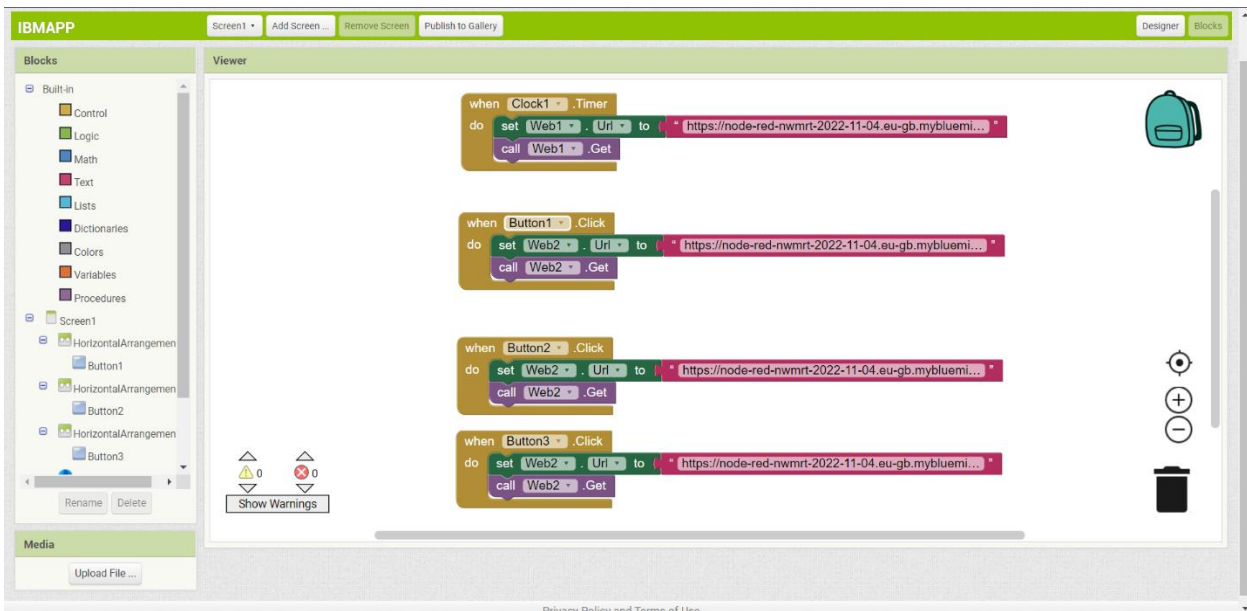 IBMAPP
Screen1
Add Screen ...
Remove Screen
Publish to Gallery
Designer
Blocks
Blocks
Built-in
Control
Logic
Math
Text
Lists
Dictionaries
Colors
Variables
Procedures
Screen1
HorizontalArrangemen
Button1
HorizontalArrangemen
Button2
HorizontalArrangemen
Button3
Rename
Delete
Media
Upload File ...
Viewer
when Clock1 .Timer
do set Web1 . Url to " https://node-red-nwmrt-2022-11-04.eu-gb.mybluemi... "
call Web1 .Get
when Button1 .Click
do set Web2 . Url to " https://node-red-nwmrt-2022-11-04.eu-gb.mybluemi... "
call Web2 .Get
when Button2 .Click
do set Web2 . Url to " https://node-red-nwmrt-2022-11-04.eu-gb.mybluemi... "
call Web2 .Get
when Button3 .Click
do set Web2 . Url to " https://node-red-nwmrt-2022-11-04.eu-gb.mybluemi... "
call Web2 .Get
0
0
Show Warnings
Privacy Policy and Terms of Use